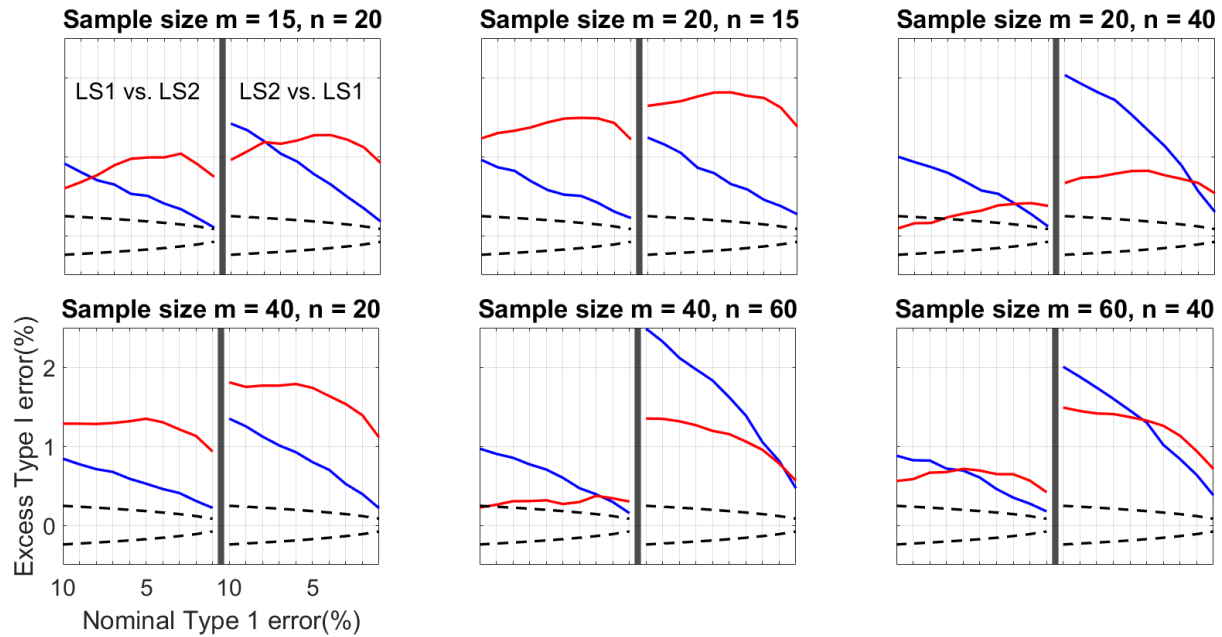 Sample size m = 15, n = 20
Sample size m = 20, n = 15
Sample size m = 20, n = 40
LS1 vs. LS2
LS2 vs. LS1
Sample size m = 40, n = 20
Sample size m = 40, n = 60
Sample size m = 60, n = 40
Excess Type I error(%)
2
1
0
10
5
10
5
Nominal Type 1 error(%)